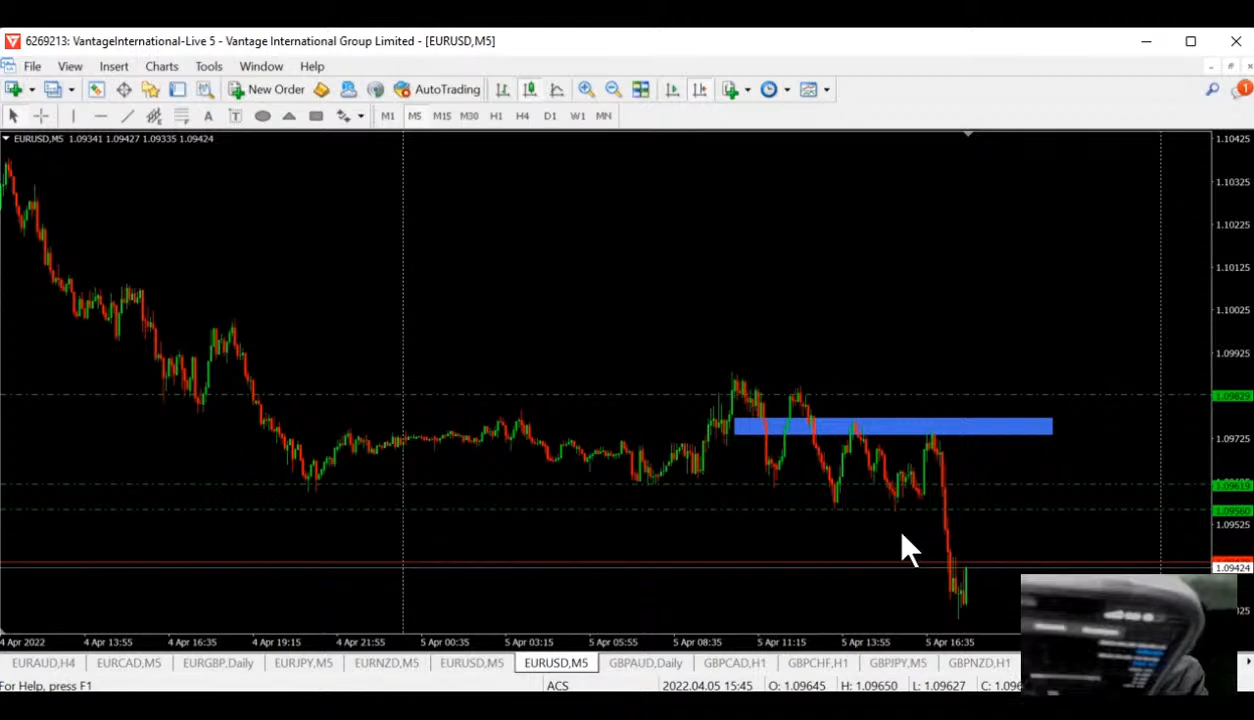 6269213: VantageInternational-Live 5 - Vantage International Group Limited - [EURUSD,M5]
File View Insert Charts Tools Window Help
New Order AutoTrading 1
A T M1 M5 M15 M30 H1 H4 D1 W1 MN
EURUSD,M5 1.09341 1.09427 1.09335 1.09424
1.10425
1.10325
1.10225
1.10125
1.10025
1.09925
1.09829
1.09725
1.09619
1.09560
1.09525
1.09424
4 Apr 2022 4 Apr 13:55 4 Apr 16:35 4 Apr 19:15 4 Apr 21:55 5 Apr 00:35 5 Apr 03:15 5 Apr 05:55 5 Apr 08:35 5 Apr 11:15 5 Apr 13:55 5 Apr 16:35
EURAUD,H4 EURCAD,M5 EURGBP,Daily EURJPY,M5 EURNZD,M5 EURUSD,M5 EURUSD,M5 GBPAUD,Daily GBPCAD,H1 GBPCHF,H1 GBPJPY,M5 GBPNZD,H1
For Help, press F1 ACS 2022.04.05 15:45 O: 1.09645 H: 1.09650 L: 1.09627 C: 1.096